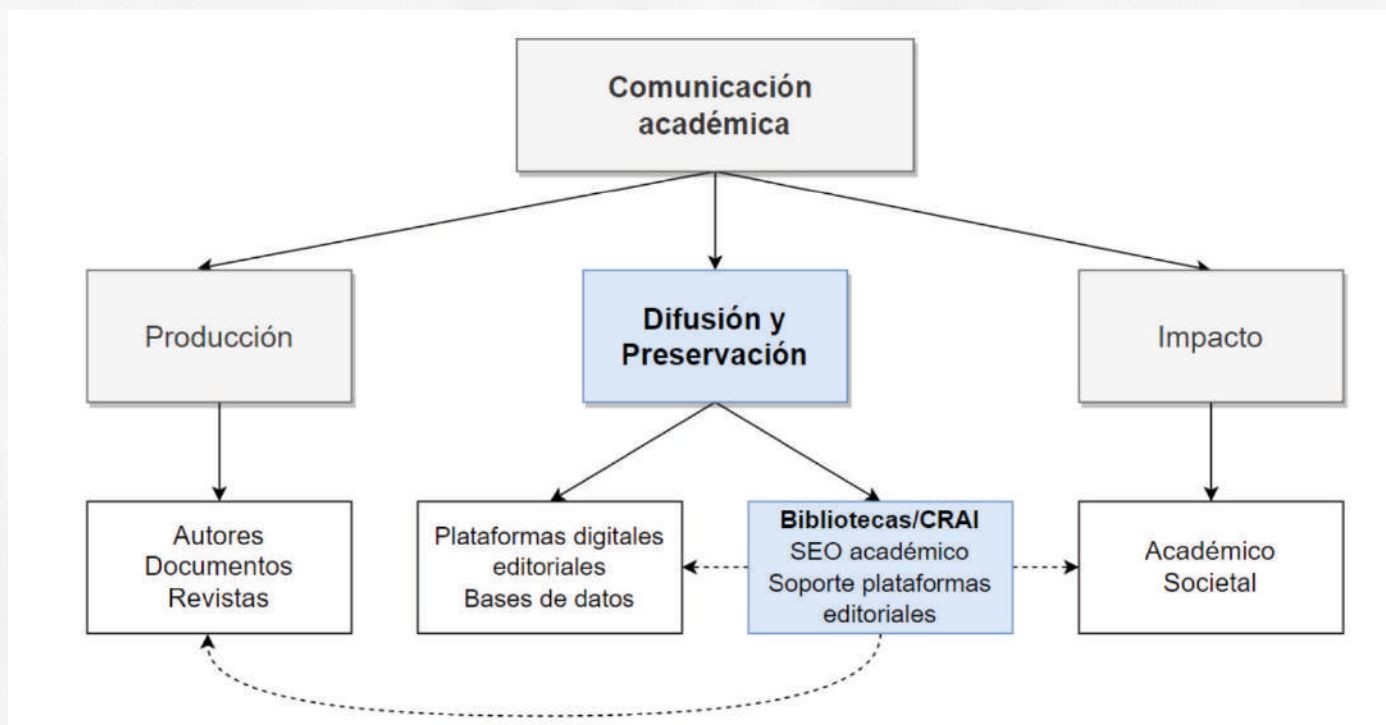 Comunicación
académica
Producción
Difusión y
Preservación
Impacto
Autores
Documentos
Revistas
Plataformas digitales
editoriales
Bases de datos
Bibliotecas/CRAI
SEO académico
Soporte plataformas
editoriales
Académico
Societal